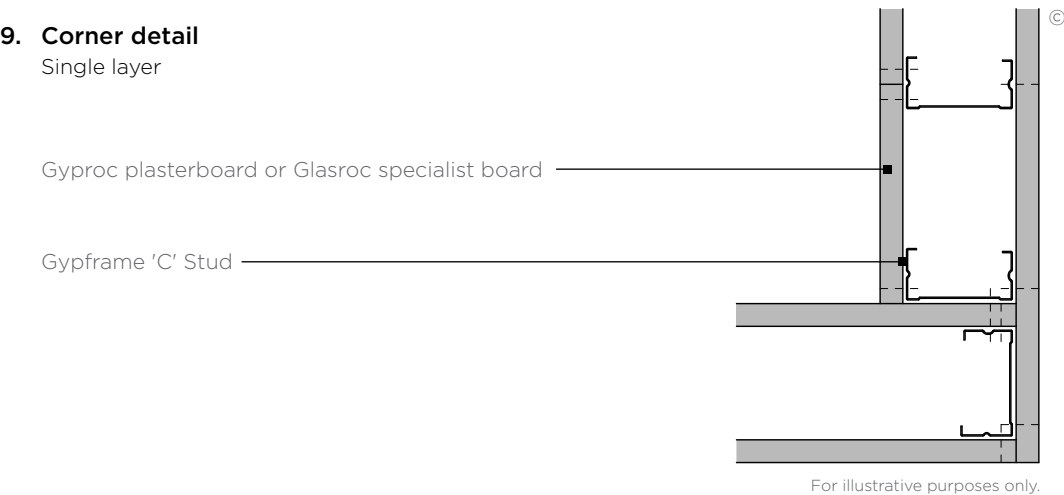 9. Corner detail
Single layer
©
Gyproc plasterboard or Glasroc specialist board
Gypframe 'C' Stud
For illustrative purposes only.